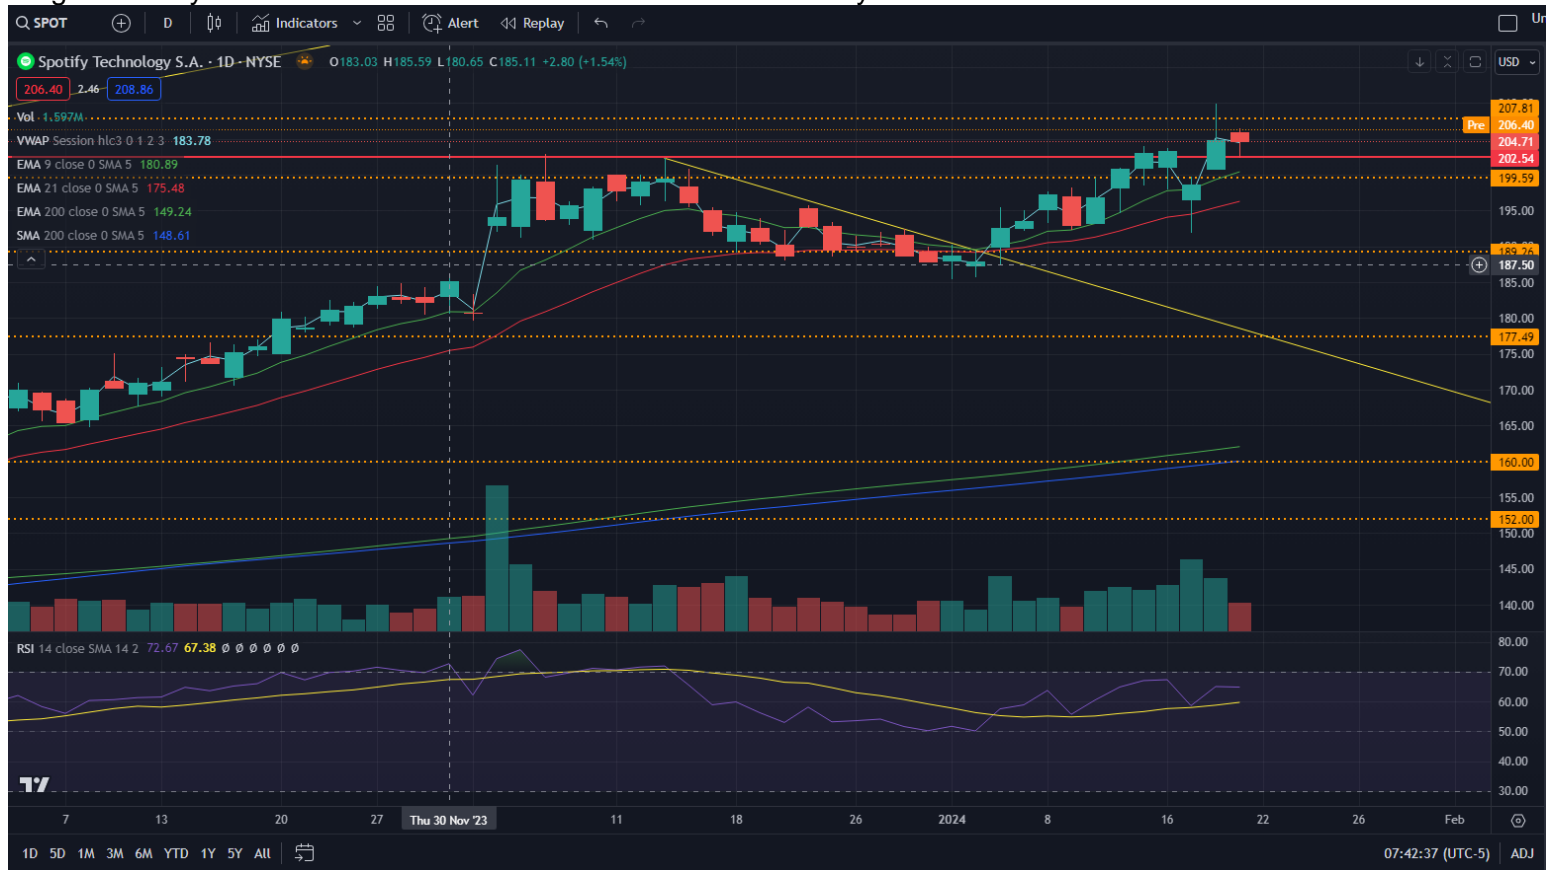 SPOT D Indicators Alert Replay Un
Spotify Technology S.A. · 1D · NYSE O183.03 H185.59 L180.65 C185.11 +2.80 (+1.54%) USD
206.40 2.46 208.86
Vol 1.597M
VWAP Session hlc3 0 1 2 3 183.78
EMA 9 close 0 SMA 5 180.89
EMA 21 close 0 SMA 5 175.48
EMA 200 close 0 SMA 5 149.24
SMA 200 close 0 SMA 5 148.61
207.81
Pre 206.40
204.71
202.54
199.59
195.00
189.26
187.50
185.00
180.00
177.49
175.00
170.00
165.00
160.00
155.00
152.00
150.00
145.00
140.00
RSI 14 close SMA 14 2 72.67 67.38 Ø Ø Ø Ø Ø Ø
80.00
70.00
60.00
50.00
40.00
30.00
7 13 20 27 Thu 30 Nov '23 11 18 26 2024 8 16 22 26 Feb
1D 5D 1M 3M 6M YTD 1Y 5Y All 07:42:37 (UTC-5) ADJ